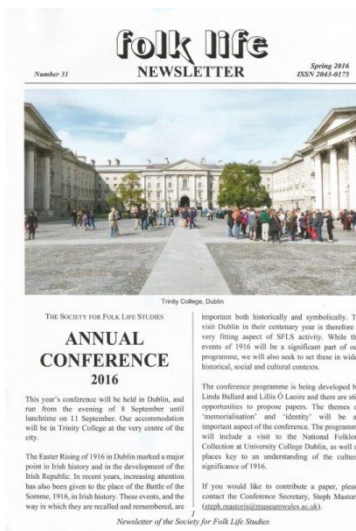 folk life
NEWSLETTER
Number 31
Spring 2016
ISSN 2043-0175
Trinity College, Dublin
THE SOCIETY FOR FOLK LIFE STUDIES
ANNUAL
CONFERENCE
2016
This year's conference will be held in Dublin, and
run from the evening of 8 September until
lunchtime on 11 September. Our accommodation
will be in Trinity College at the very centre of the
city.
The Easter Rising of 1916 in Dublin marked a major
point in Irish history and in the development of the
Irish Republic. In recent years, increasing attention
has also been given to the place of the Battle of the
Somme, 1916, in Irish history. These events, and the
way in which they are recalled and remembered, are
important both historically and symbolically. T
visit Dublin in their centenary year is therefore
very fitting aspect of SFLS activity. While th
events of 1916 will be a significant part of ou
programme, we will also seek to set these in wide
historical, social and cultural contexts.
The conference programme is being developed b
Linda Ballard and Lillis Ó Laoire and there are sti
opportunities to propose papers. The themes o
'memorialisation' and 'identity' will be a
important aspect of the conference. The programm
will include a visit to the National Folklor
Collection at University College Dublin, as well a
places key to an understanding of the cultura
significance of 1916.
If you would like to contribute a paper, pleas
contact the Conference Secretary, Steph Mastor
(steph.mastoris@museumwales.ac.uk).
1
Newsletter of the Society for Folk Life Studies